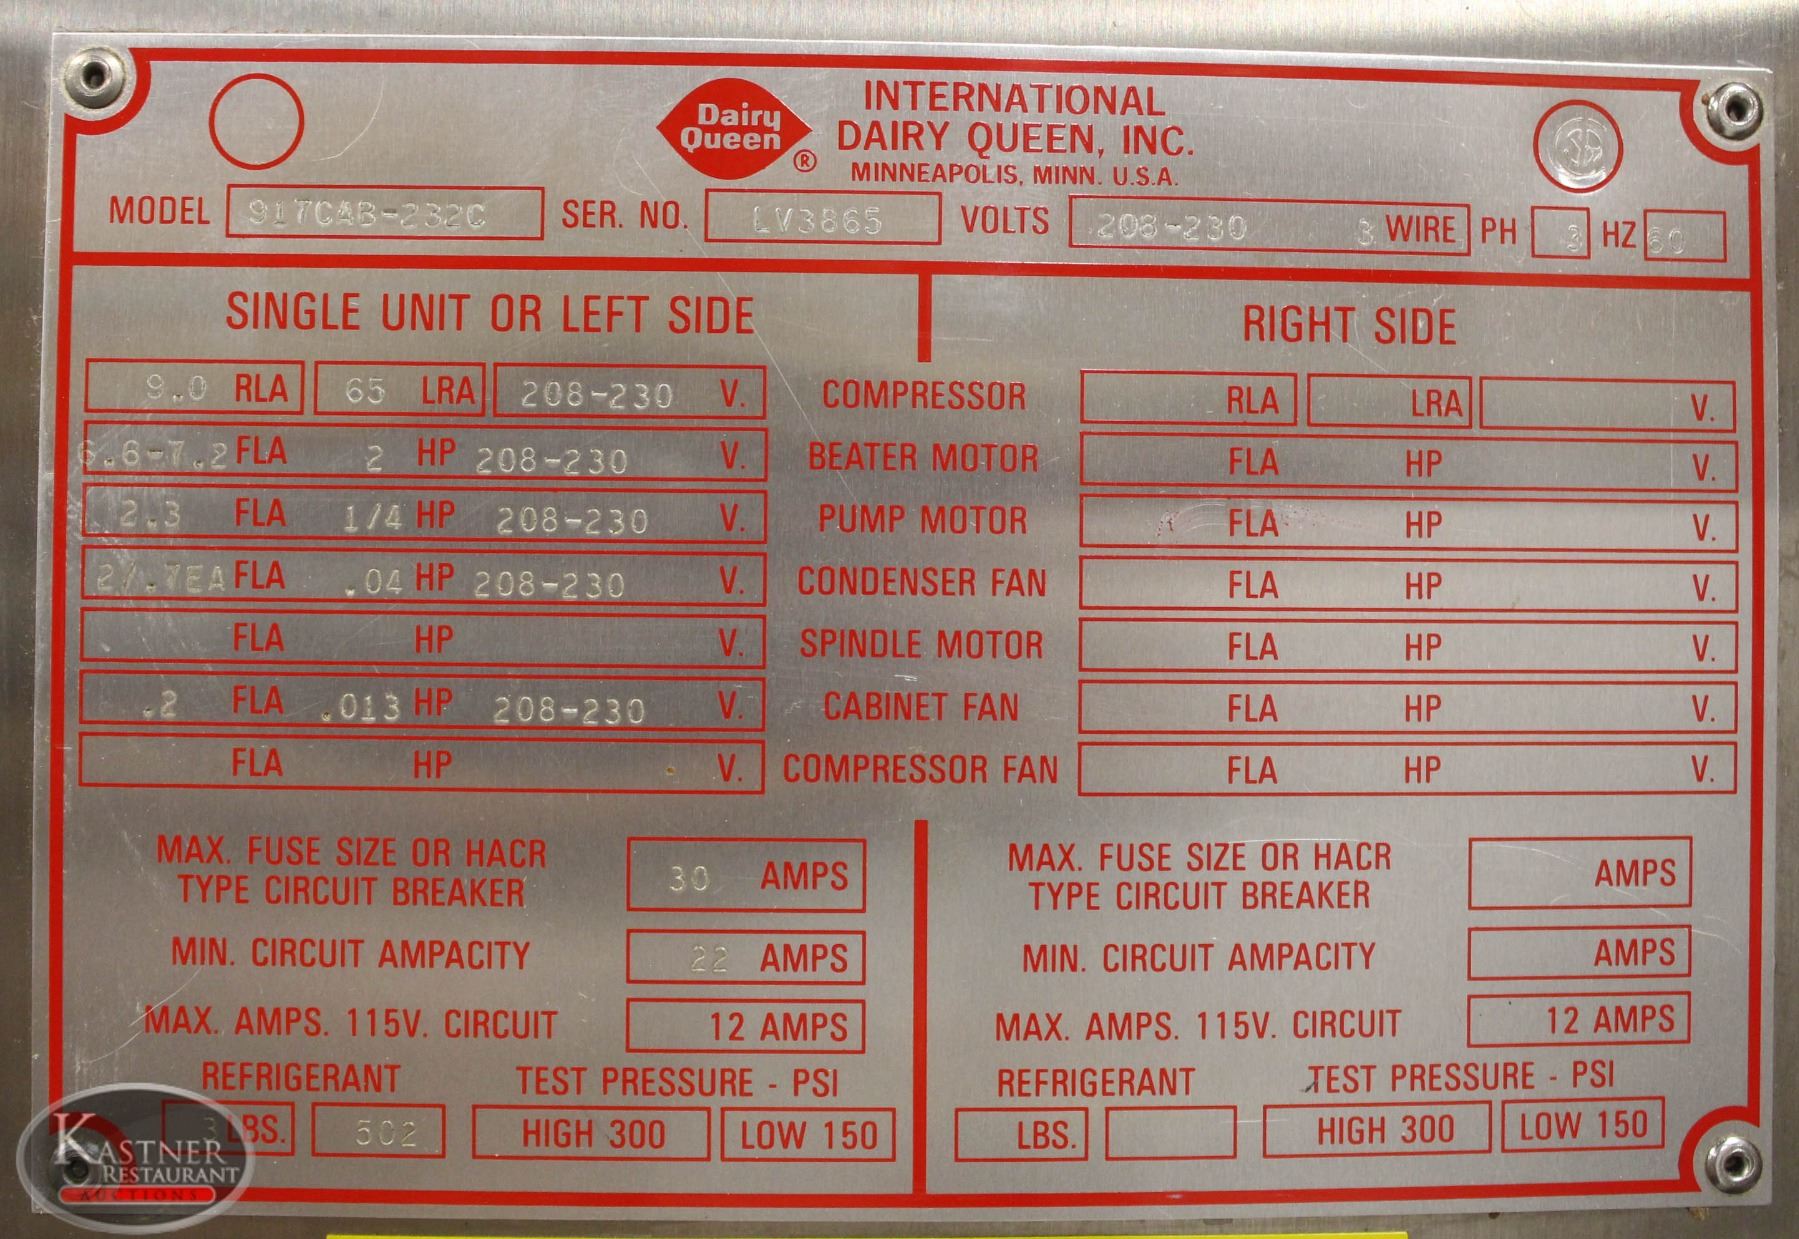 Dairy Queen ®
INTERNATIONAL
DAIRY QUEEN, INC.
MINNEAPOLIS, MINN. U.S.A.
MODEL 917CAB-232C SER. NO. LV3865 VOLTS 208-230 3 WIRE PH 3 HZ 60
SINGLE UNIT OR LEFT SIDE RIGHT SIDE
9.0 RLA 65 LRA 208-230 V. COMPRESSOR RLA LRA V.
6.6-7.2 FLA 2 HP 208-230 V. BEATER MOTOR FLA HP V.
2.3 FLA 1/4 HP 208-230 V. PUMP MOTOR FLA HP V.
2/.7EA FLA .04 HP 208-230 V. CONDENSER FAN FLA HP V.
FLA HP V. SPINDLE MOTOR FLA HP V.
.2 FLA .013 HP 208-230 V. CABINET FAN FLA HP V.
FLA HP V. COMPRESSOR FAN FLA HP V.
MAX. FUSE SIZE OR HACR
TYPE CIRCUIT BREAKER 30 AMPS
MIN. CIRCUIT AMPACITY 22 AMPS
MAX. AMPS. 115V. CIRCUIT 12 AMPS
REFRIGERANT TEST PRESSURE - PSI
3 LBS. 502 HIGH 300 LOW 150
MAX. FUSE SIZE OR HACR
TYPE CIRCUIT BREAKER AMPS
MIN. CIRCUIT AMPACITY AMPS
MAX. AMPS. 115V. CIRCUIT 12 AMPS
REFRIGERANT TEST PRESSURE - PSI
LBS. HIGH 300 LOW 150
KASTNER
RESTAURANT
AUCTIONS